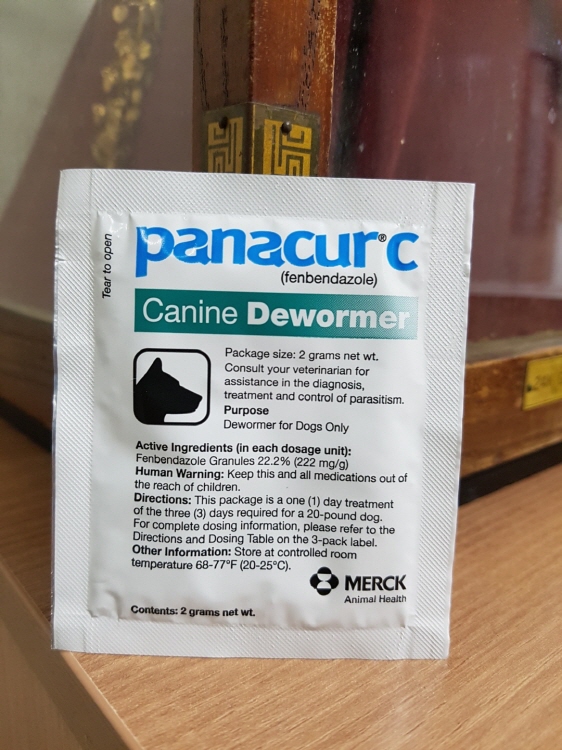 Tear to open
panacur® C
(fenbendazole)
Canine Dewormer
Package size: 2 grams net wt.
Consult your veterinarian for
assistance in the diagnosis,
treatment and control of parasitism.
Purpose
Dewormer for Dogs Only
Active Ingredients (in each dosage unit):
Fenbendazole Granules 22.2% (222 mg/g)
Human Warning: Keep this and all medications out of
the reach of children.
Directions: This package is a one (1) day treatment
of the three (3) days required for a 20-pound dog.
For complete dosing information, please refer to the
Directions and Dosing Table on the 3-pack label.
Other Information: Store at controlled room
temperature 68-77°F (20-25°C).
MERCK
Animal Health
Contents: 2 grams net wt.